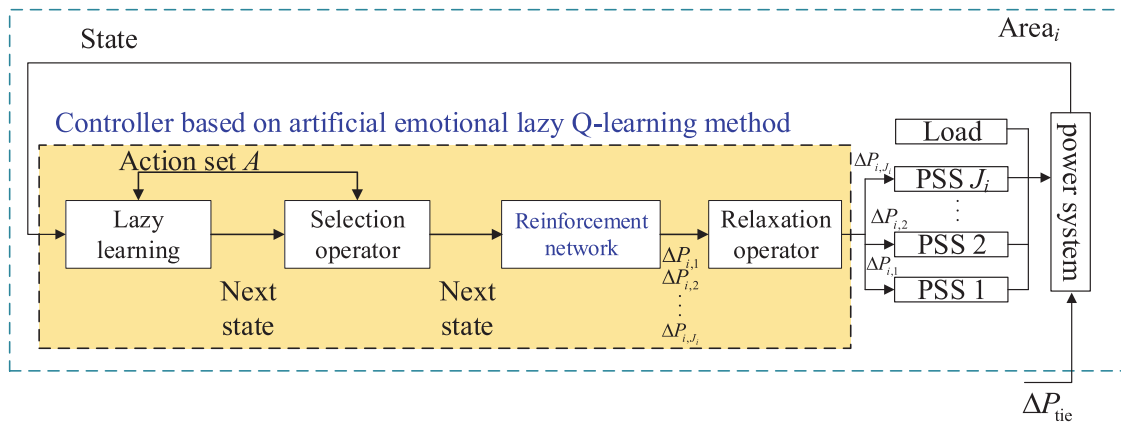 State
Area_i
Controller based on artificial emotional lazy Q-learning method
Action set A
Lazy
learning
Selection
operator
Reinforcement
network
Relaxation
operator
Next
state
Next
state
ΔP_{i,1}
ΔP_{i,2}
⋮
ΔP_{i,J_i}
ΔP_{i,J_i}
ΔP_{i,2}
ΔP_{i,1}
Load
PSS J_i
⋮
PSS 2
PSS 1
power system
ΔP_{tie}